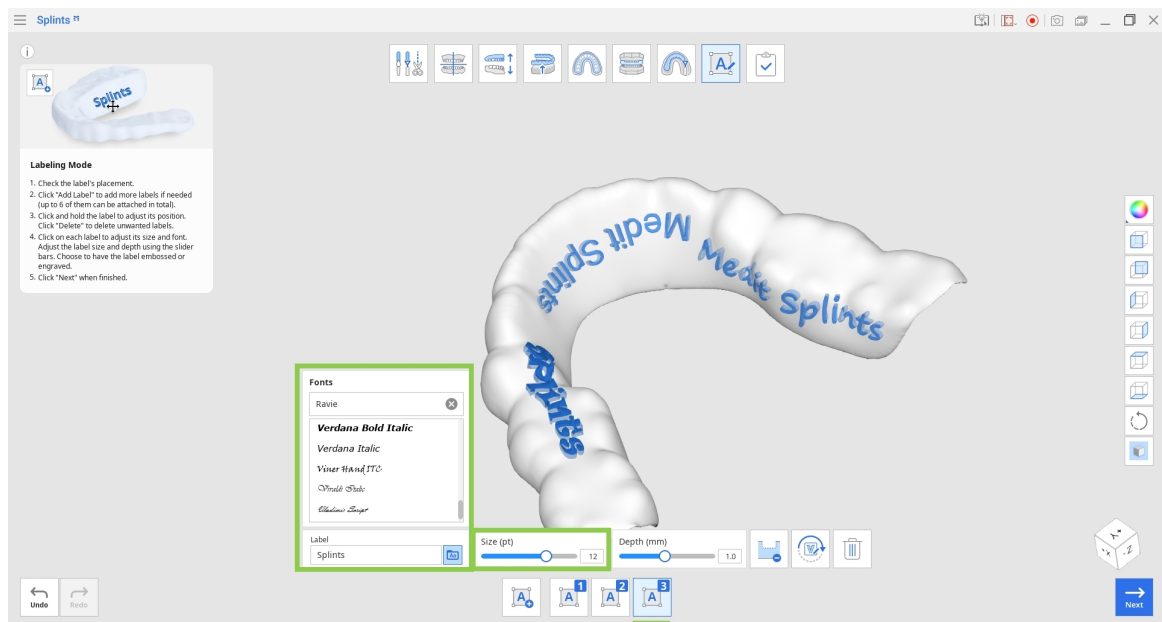 Splints
Splints
Labeling Mode
1. Check the label's placement.
2. Click "Add Label" to add more labels if needed
(up to 6 of them can be attached in total).
3. Click and hold the label to adjust its position.
Click "Delete" to delete unwanted labels.
4. Click on each label to adjust its size and font.
Adjust the label size and depth using the slider
bars. Choose to have the label embossed or
engraved.
5. Click "Next" when finished.
Medit Splints
Medit Splints
Splints
Fonts
Ravie
Verdana Bold Italic
Verdana Italic
Viner Hand ITC
Vivaldi Italic
Vladimir Script
Label
Splints
Size (pt)
12
Depth (mm)
1.0
Undo
Redo
A
A 1
A 2
A 3
Next